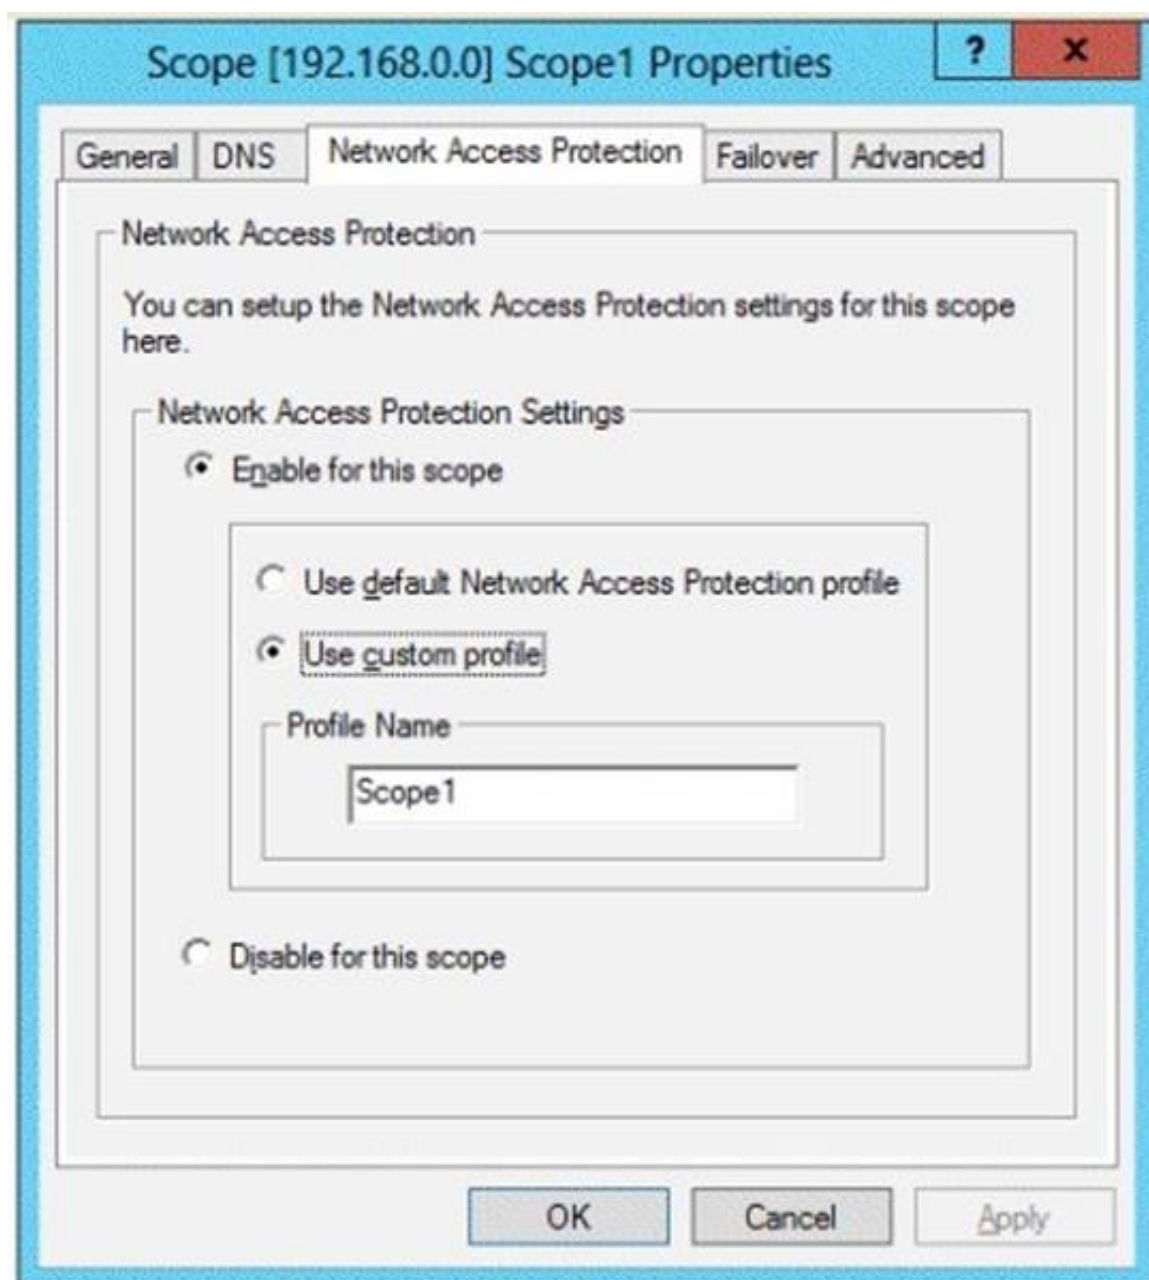 Scope [192.168.0.0] Scope1 Properties
? x
General DNS Network Access Protection Failover Advanced
Network Access Protection
You can setup the Network Access Protection settings for this scope
here.
Network Access Protection Settings
Enable for this scope
Use default Network Access Protection profile
Use custom profile
Profile Name
Scope1
Disable for this scope
OK Cancel Apply